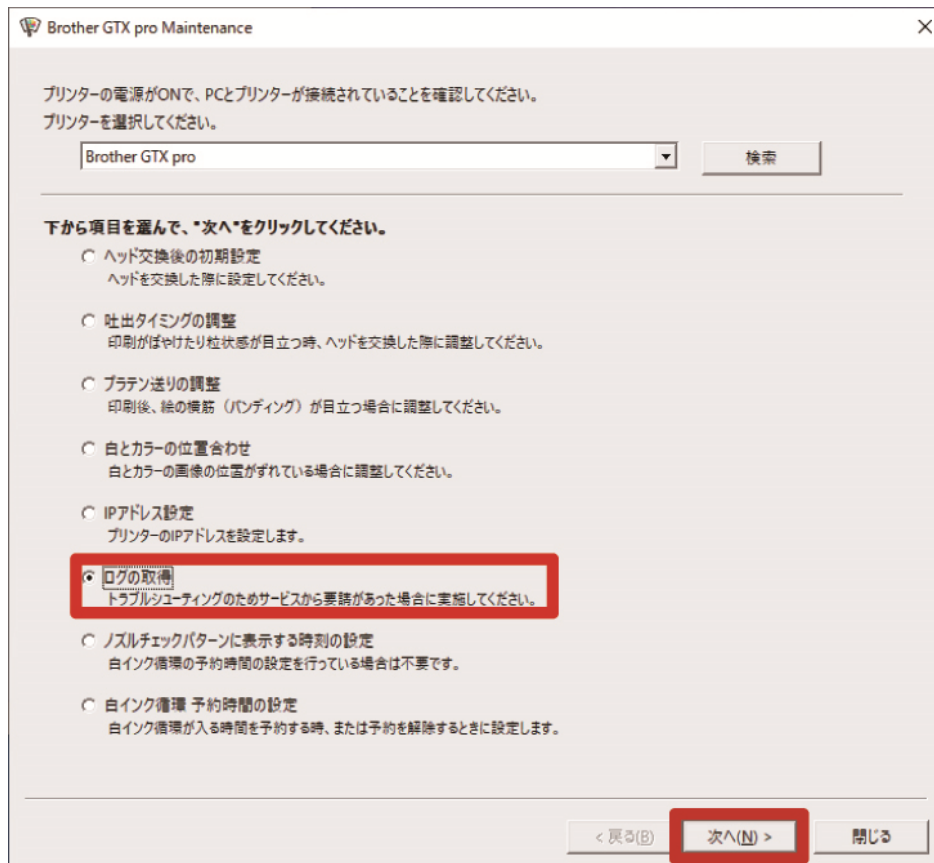 Brother GTX pro Maintenance
プリンターの電源がONで、PCとプリンターが接続されていることを確認してください。
プリンターを選択してください。
Brother GTX pro
検索
下から項目を選んで、"次へ"をクリックしてください。
ヘッド交換後の初期設定
ヘッドを交換した際に設定してください。
吐出タイミングの調整
印刷がぼやけたり粒状感が目立つ時、ヘッドを交換した際に調整してください。
プラテン送りの調整
印刷後、絵の横筋（バンディング）が目立つ場合に調整してください。
白とカラーの位置合わせ
白とカラーの画像の位置がずれている場合に調整してください。
IPアドレス設定
プリンターのIPアドレスを設定します。
ログの取得
トラブルシューティングのためサービスから要請があった場合に実施してください。
ノズルチェックパターンに表示する時刻の設定
白インク循環の予約時間の設定を行っている場合は不要です。
白インク循環 予約時間の設定
白インク循環が入る時間を予約する時、または予約を解除するときに設定します。
< 戻る(B)
次へ(N) >
閉じる